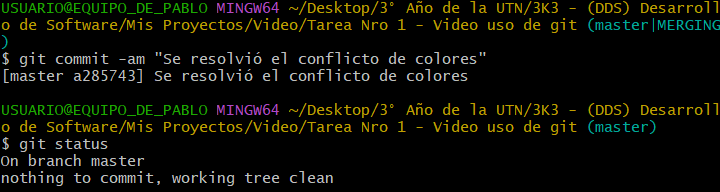 USUARIO@EQUIPO_DE_PABLO MINGW64 ~/Desktop/3° Año de la UTN/3K3 - (DDS) Desarroll
o de Software/Mis Proyectos/Video/Tarea Nro 1 - Video uso de git (master|MERGING
)
$ git commit -am "Se resolvió el conflicto de colores"
[master a285743] Se resolvió el conflicto de colores
USUARIO@EQUIPO_DE_PABLO MINGW64 ~/Desktop/3° Año de la UTN/3K3 - (DDS) Desarroll
o de Software/Mis Proyectos/Video/Tarea Nro 1 - Video uso de git (master)
$ git status
On branch master
nothing to commit, working tree clean